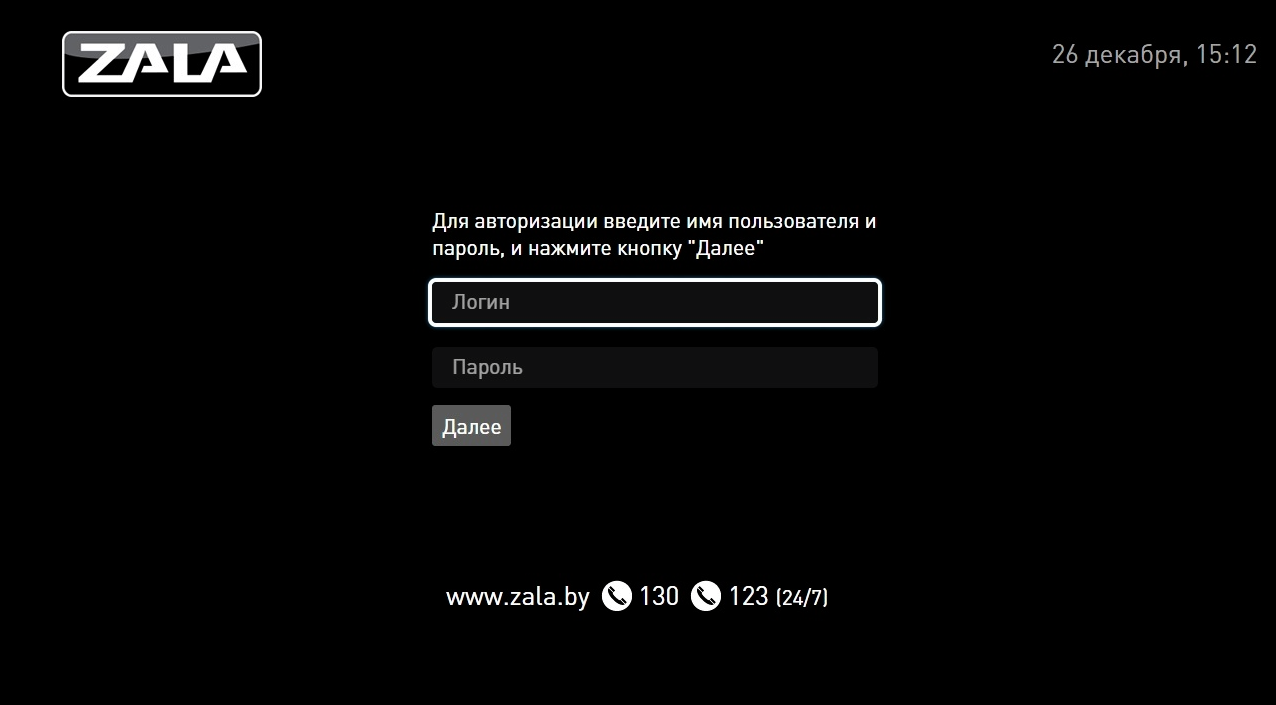 ZALA
26 декабря, 15:12
Для авторизации введите имя пользователя и
пароль, и нажмите кнопку "Далее"
Логин
Пароль
Далее
www.zala.by 130 123 (24/7)